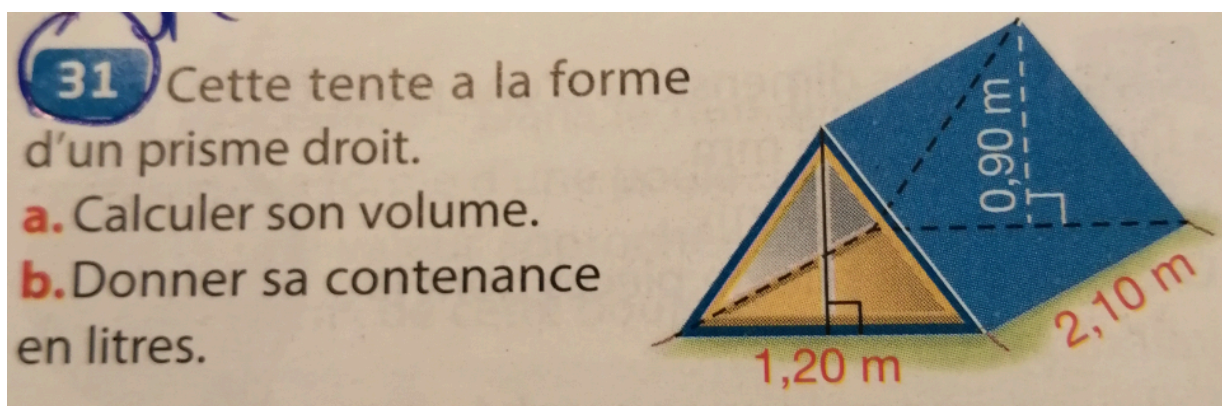 31 Cette tente a la forme
d'un prisme droit.
a. Calculer son volume.
b. Donner sa contenance
en litres.
0,90 m
2,10 m
1,20 m